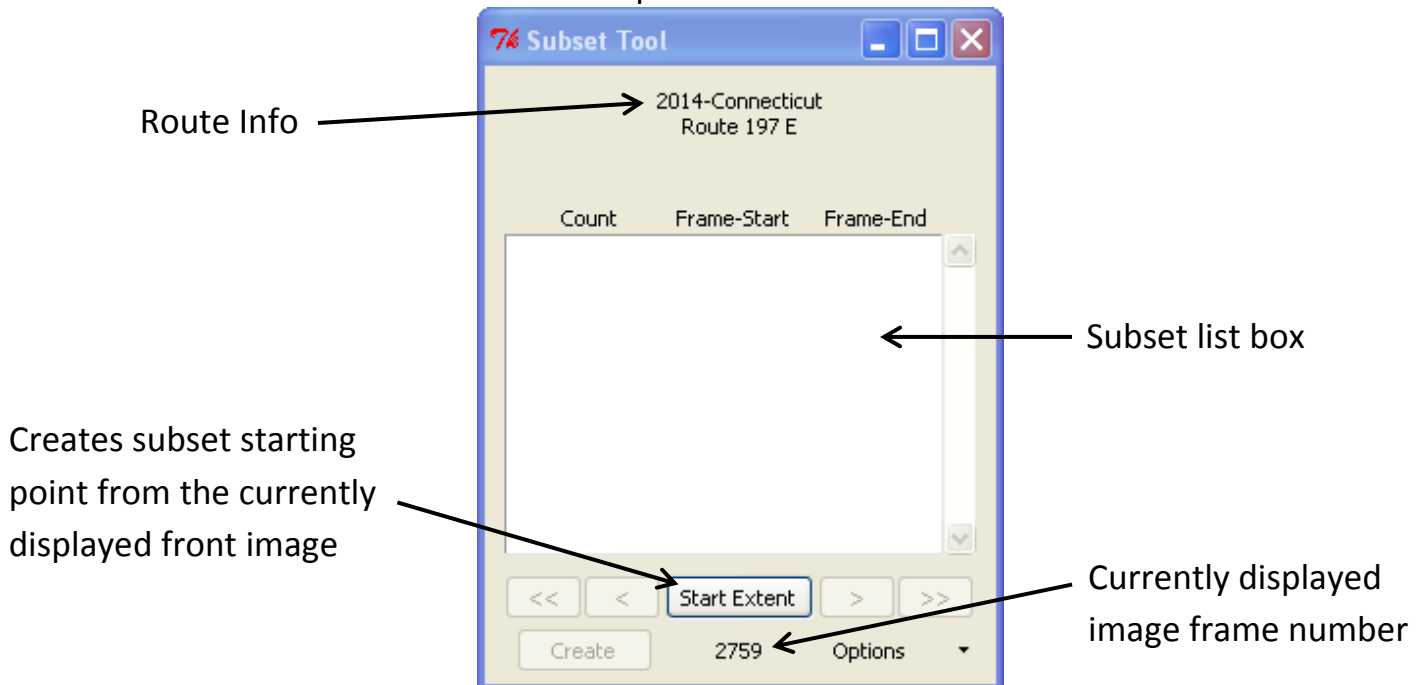 Subset Tool
2014-Connecticut
Route Info
Route 197 E
Count Frame-Start Frame-End
Subset list box
Creates subset starting
point from the currently
displayed front image
<< < Start Extent > >>
Create 2759 Options
Currently displayed
image frame number